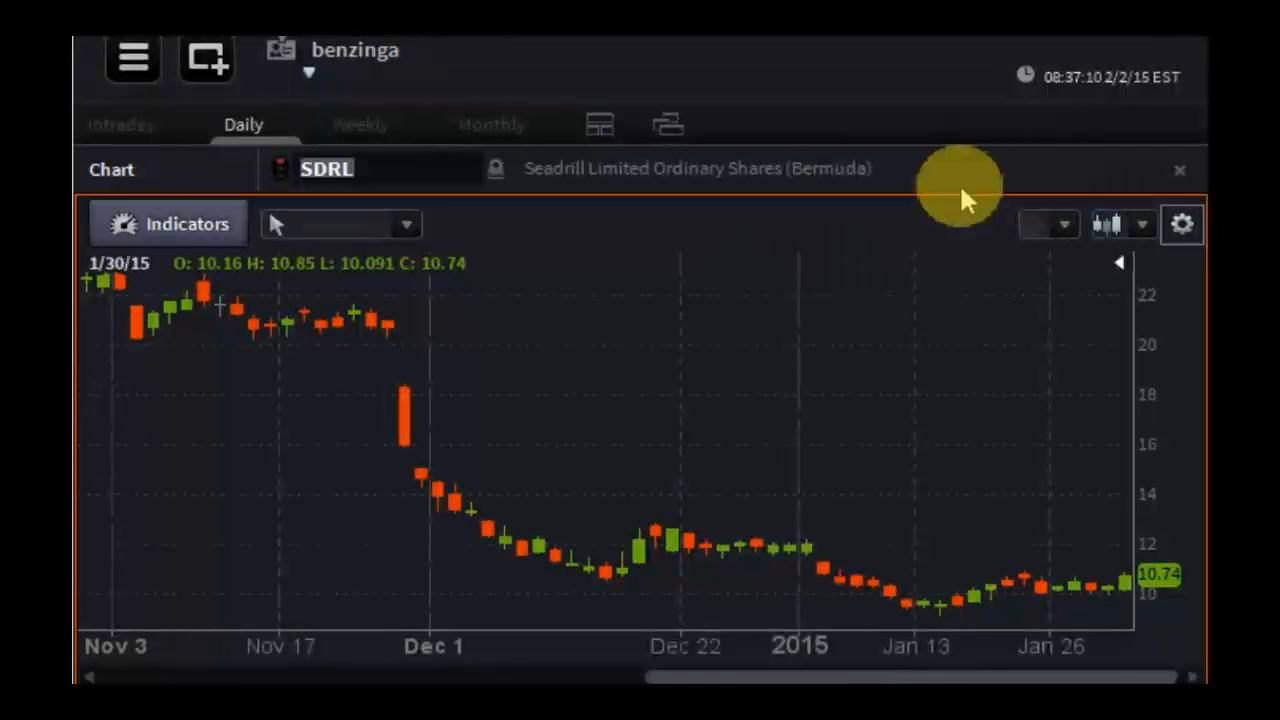 benzinga
08:37:10 2/2/15 EST
Intraday Daily Weekly Monthly
Chart SDRL Seadrill Limited Ordinary Shares (Bermuda)
Indicators
1/30/15 O: 10.16 H: 10.85 L: 10.091 C: 10.74
22
20
18
16
14
12
10.74
10
Nov 3 Nov 17 Dec 1 Dec 22 2015 Jan 13 Jan 26